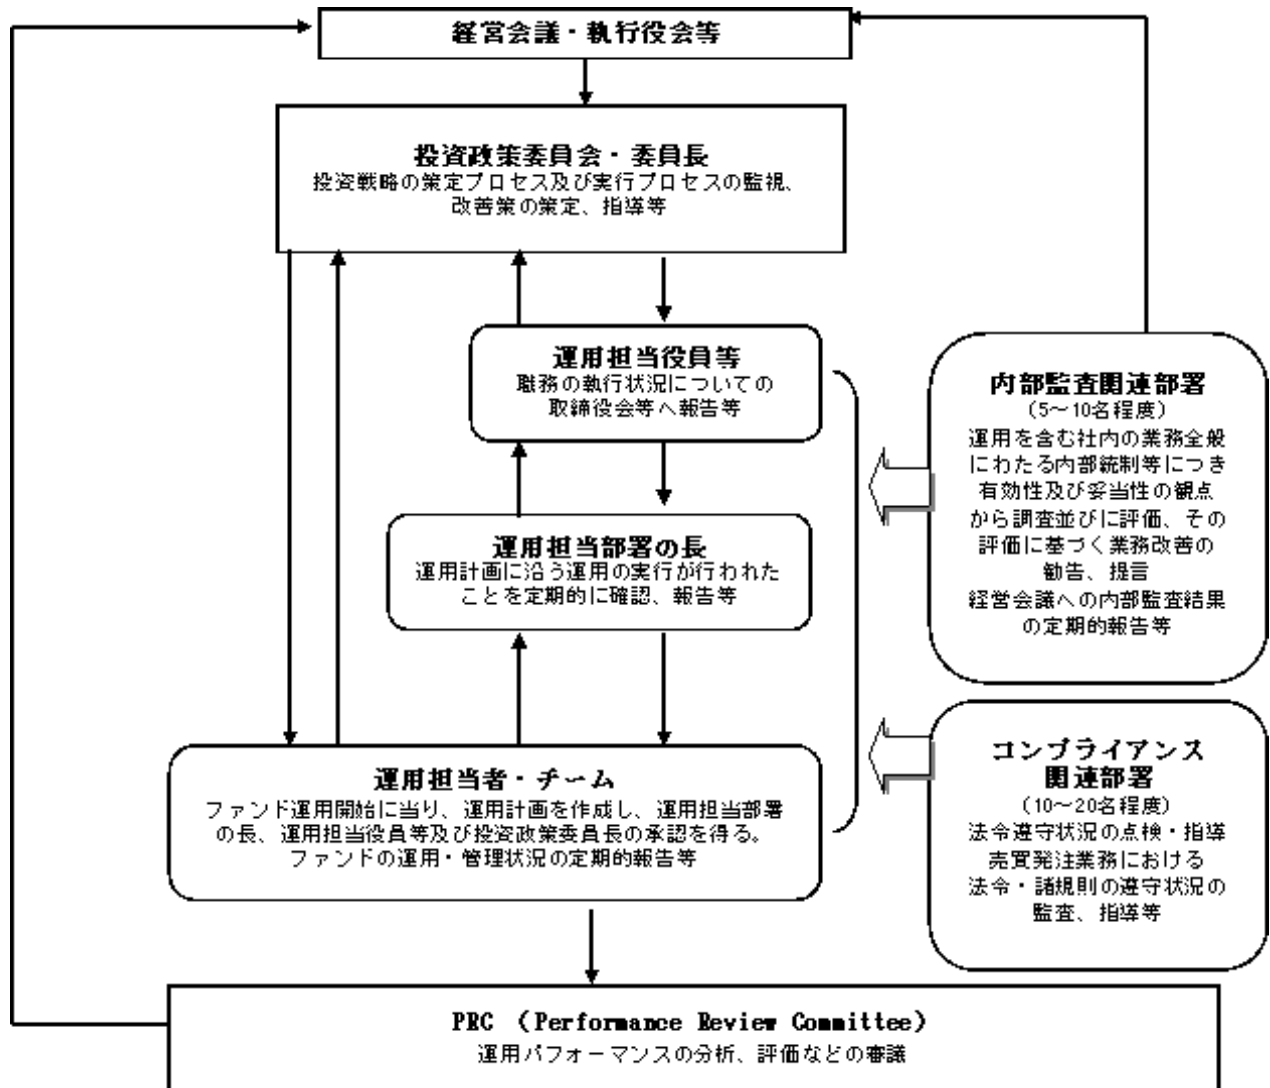 経営会議・執行役会等
投資政策委員会・委員長
投資戦略の策定プロセス及び実行プロセスの監視、
改善策の策定、指導等
運用担当役員等
職務の執行状況についての
取締役会等へ報告等
運用担当部署の長
運用計画に沿う運用の実行が行われた
ことを定期的に確認、報告等
運用担当者・チーム
ファンド運用開始に当り、運用計画を作成し、運用担当部署
の長、運用担当役員等及び投資政策委員長の承認を得る。
ファンドの運用・管理状況の定期的報告等
内部監査関連部署
(5～10名程度)
運用を含む社内の業務全般
にわたる内部統制等につき
有効性及び妥当性の観点
から調査並びに評価、その
評価に基づく業務改善の
勧告、提言
経営会議への内部監査結果
の定期的報告等
コンプライアンス
関連部署
(10～20名程度)
法令遵守状況の点検・指導
売買発注業務における
法令・諸規則の遵守状況の
監査、指導等
PRC （Performance Review Committee）
運用パフォーマンスの分析、評価などの審議